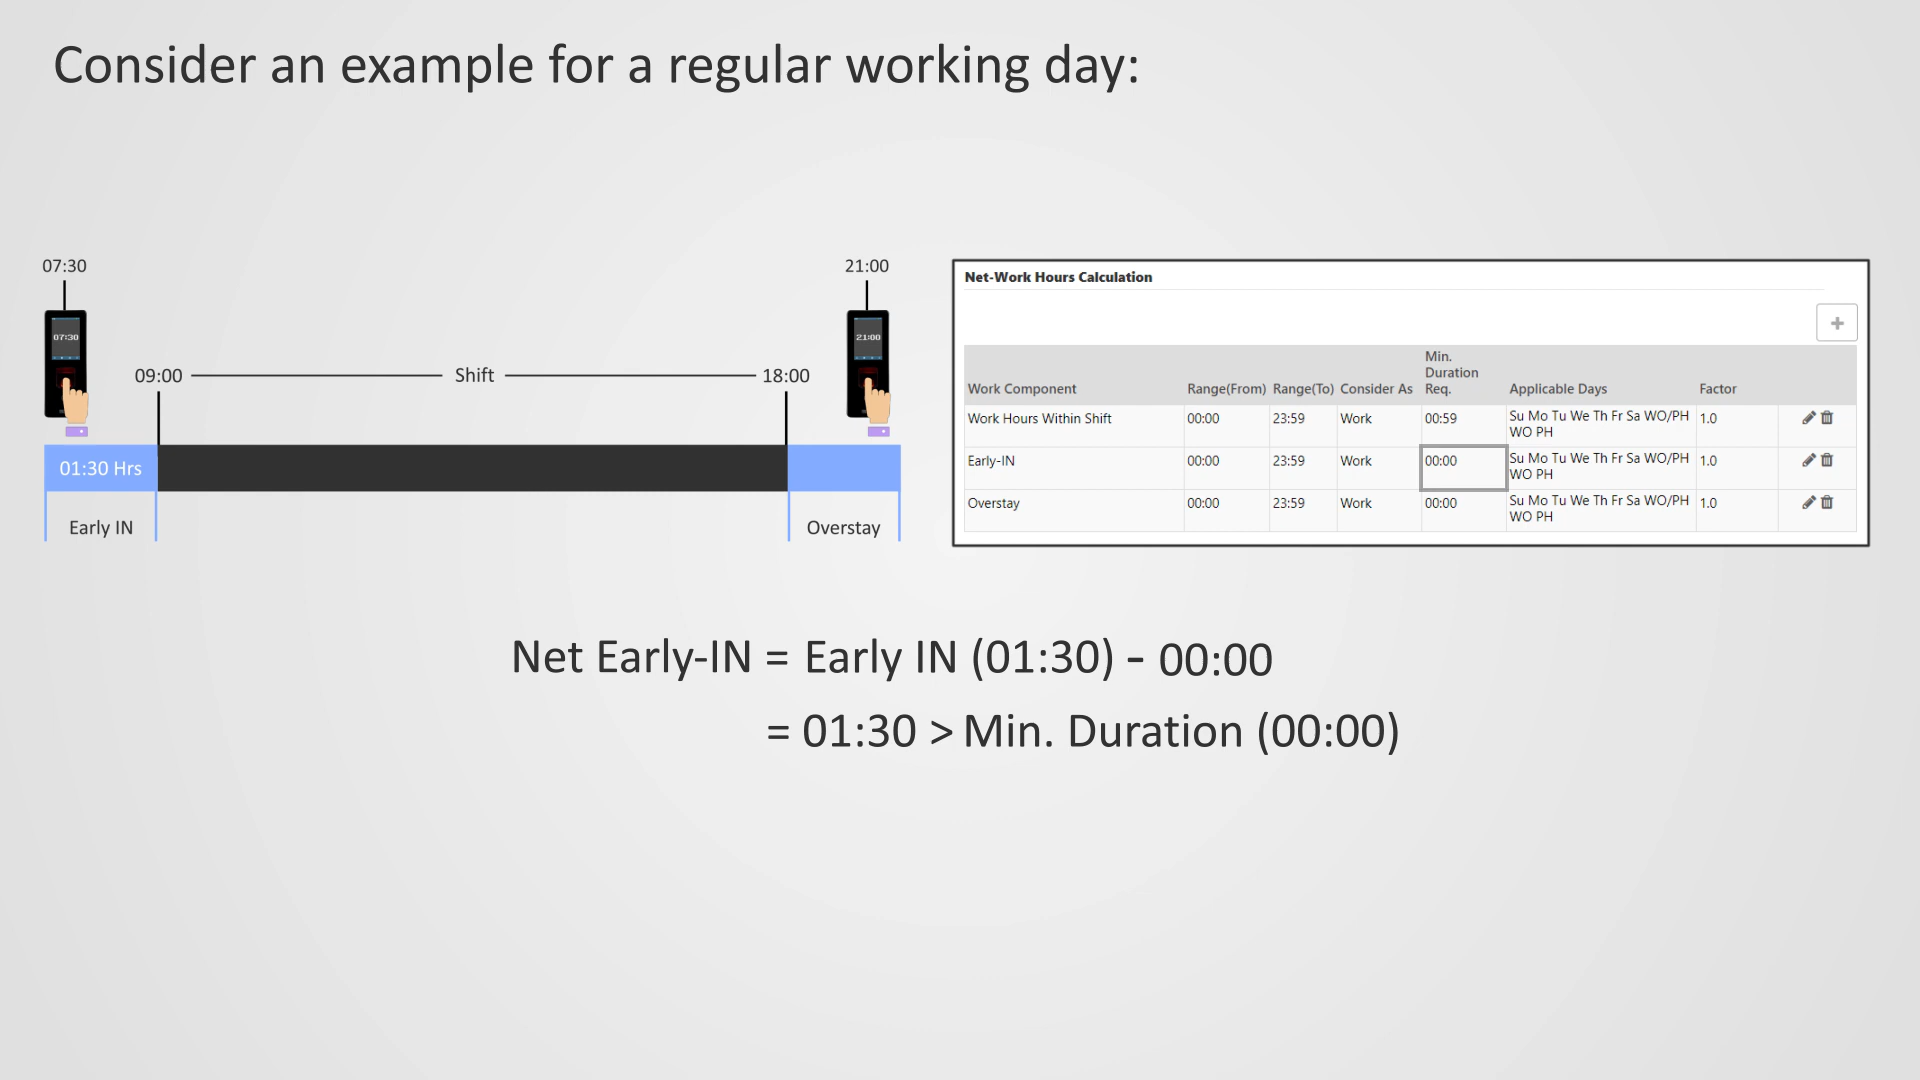 Consider an example for a regular working day:
07:30
21:00
07:30
21:00
09:00
Shift
18:00
01:30 Hrs
Early IN
Overstay
Net-Work Hours Calculation
+
Work Component Range(From) Range(To) Consider As Min. Duration Req. Applicable Days Factor
Work Hours Within Shift 00:00 23:59 Work 00:59 Su Mo Tu We Th Fr Sa WO/PH 1.0
WO PH
Early-IN 00:00 23:59 Work 00:00 Su Mo Tu We Th Fr Sa WO/PH 1.0
WO PH
Overstay 00:00 23:59 Work 00:00 Su Mo Tu We Th Fr Sa WO/PH 1.0
WO PH
Net Early-IN = Early IN (01:30) - 00:00
= 01:30 > Min. Duration (00:00)